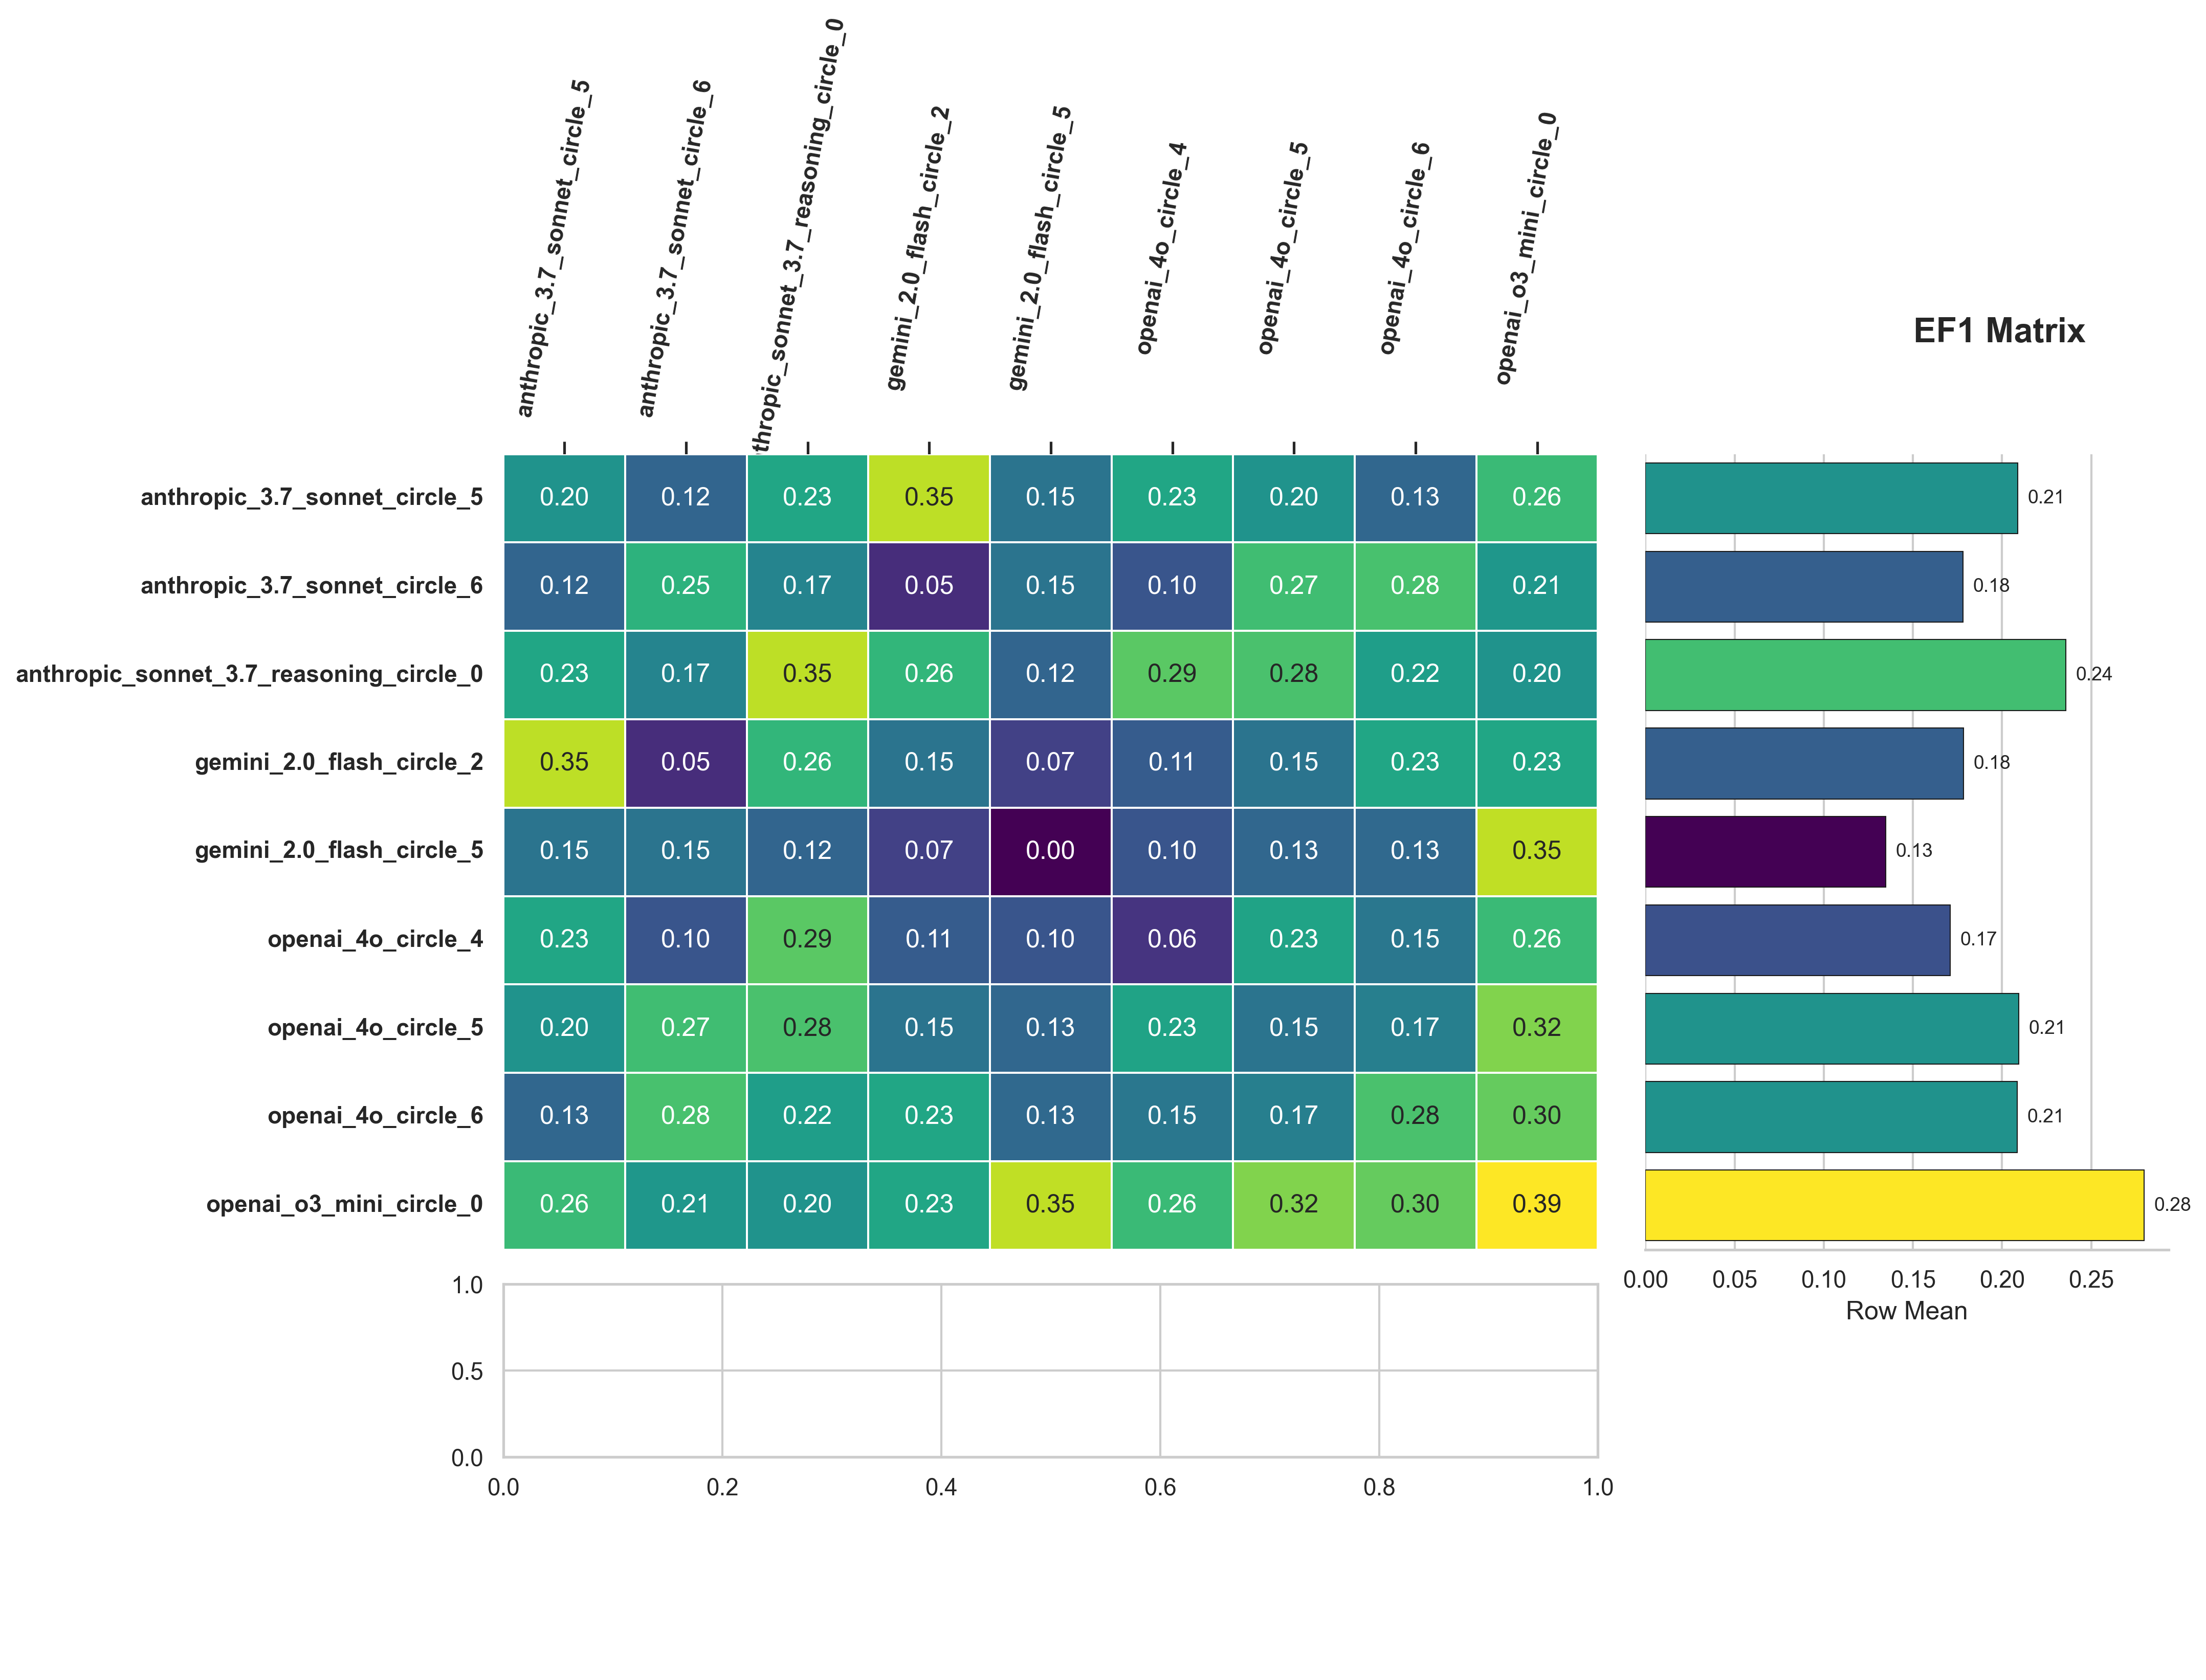 anthropic_3.7_sonnet_circle_5
anthropic_3.7_sonnet_circle_6
thropic_sonnet_3.7_reasoning_circle_0
gemini_2.0_flash_circle_2
gemini_2.0_flash_circle_5
openai_4o_circle_4
openai_4o_circle_5
openai_4o_circle_6
openai_o3_mini_circle_0
EF1 Matrix
anthropic_3.7_sonnet_circle_5 0.20 0.12 0.23 0.35 0.15 0.23 0.20 0.13 0.26 0.21
anthropic_3.7_sonnet_circle_6 0.12 0.25 0.17 0.05 0.15 0.10 0.27 0.28 0.21 0.18
anthropic_sonnet_3.7_reasoning_circle_0 0.23 0.17 0.35 0.26 0.12 0.29 0.28 0.22 0.20 0.24
gemini_2.0_flash_circle_2 0.35 0.05 0.26 0.15 0.07 0.11 0.15 0.23 0.23 0.18
gemini_2.0_flash_circle_5 0.15 0.15 0.12 0.07 0.00 0.10 0.13 0.13 0.35 0.13
openai_4o_circle_4 0.23 0.10 0.29 0.11 0.10 0.06 0.23 0.15 0.26 0.17
openai_4o_circle_5 0.20 0.27 0.28 0.15 0.13 0.23 0.15 0.17 0.32 0.21
openai_4o_circle_6 0.13 0.28 0.22 0.23 0.13 0.15 0.17 0.28 0.30 0.21
openai_o3_mini_circle_0 0.26 0.21 0.20 0.23 0.35 0.26 0.32 0.30 0.39 0.28
0.00 0.05 0.10 0.15 0.20 0.25
Row Mean
1.0
0.5
0.0
0.0 0.2 0.4 0.6 0.8 1.0